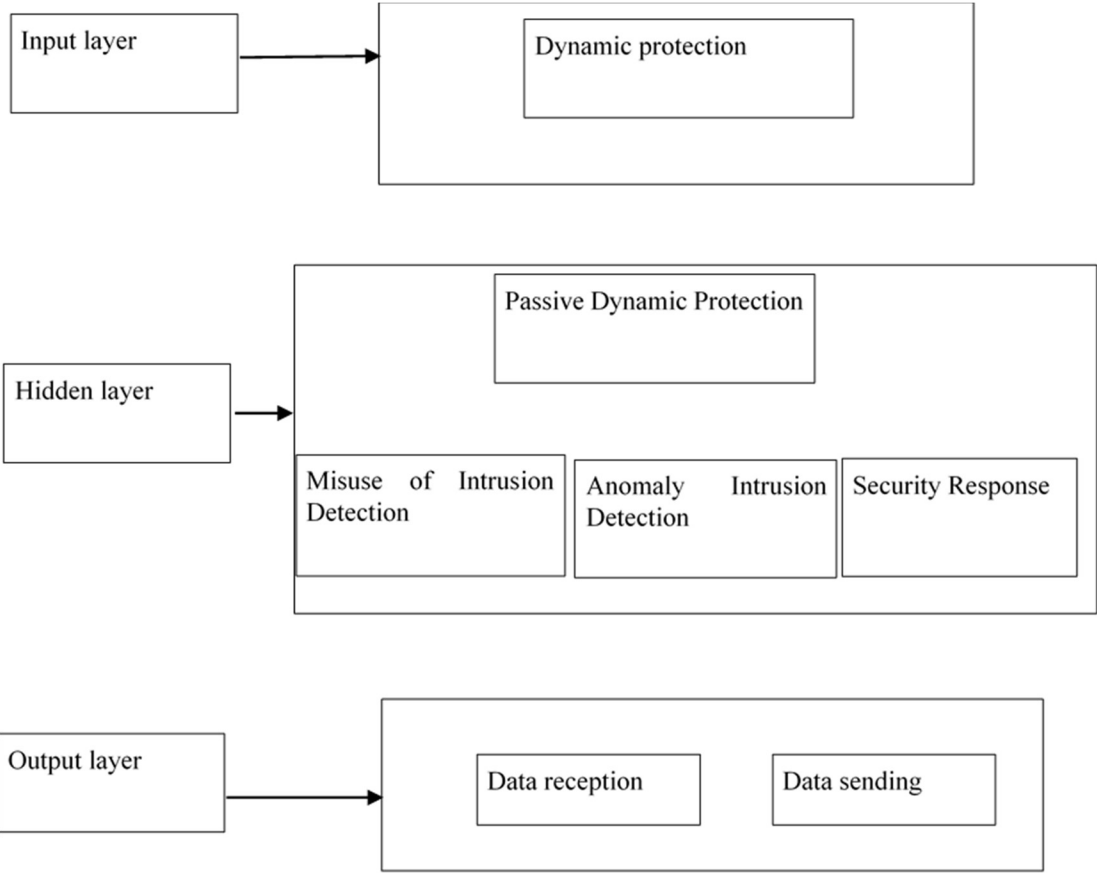 Input layer
Dynamic protection
Passive Dynamic Protection
Hidden layer
Misuse of Intrusion
Detection
Anomaly Intrusion
Detection
Security Response
Output layer
Data reception
Data sending